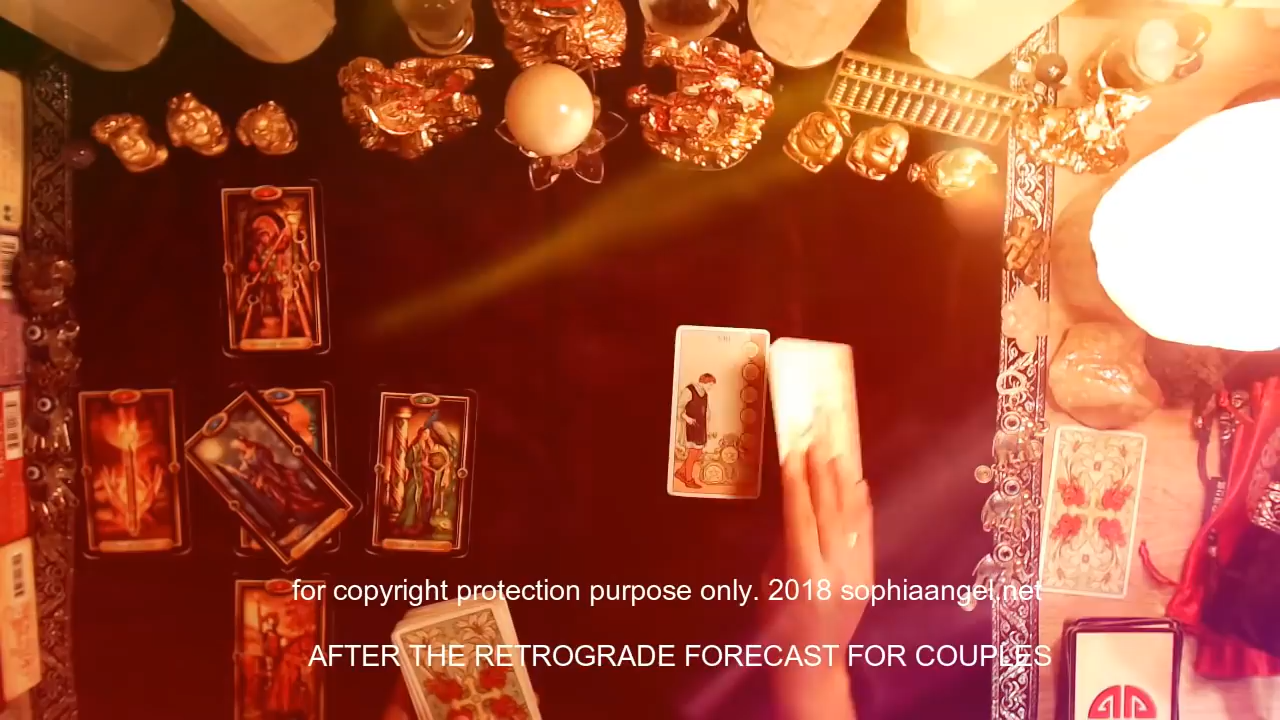 for copyright protection purpose only. 2018 sophiaangel.net
AFTER THE RETROGRADE FORECAST FOR COUPLES